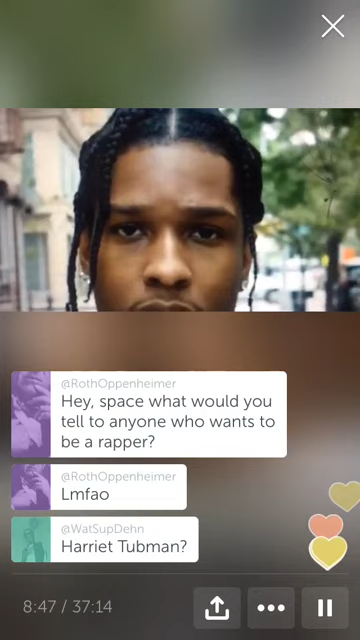 @RothOppenheimer
Hey, space what would you
tell to anyone who wants to
be a rapper?
@RothOppenheimer
Lmfao
@WatSupDehn
Harriet Tubman?
8:47 / 37:14